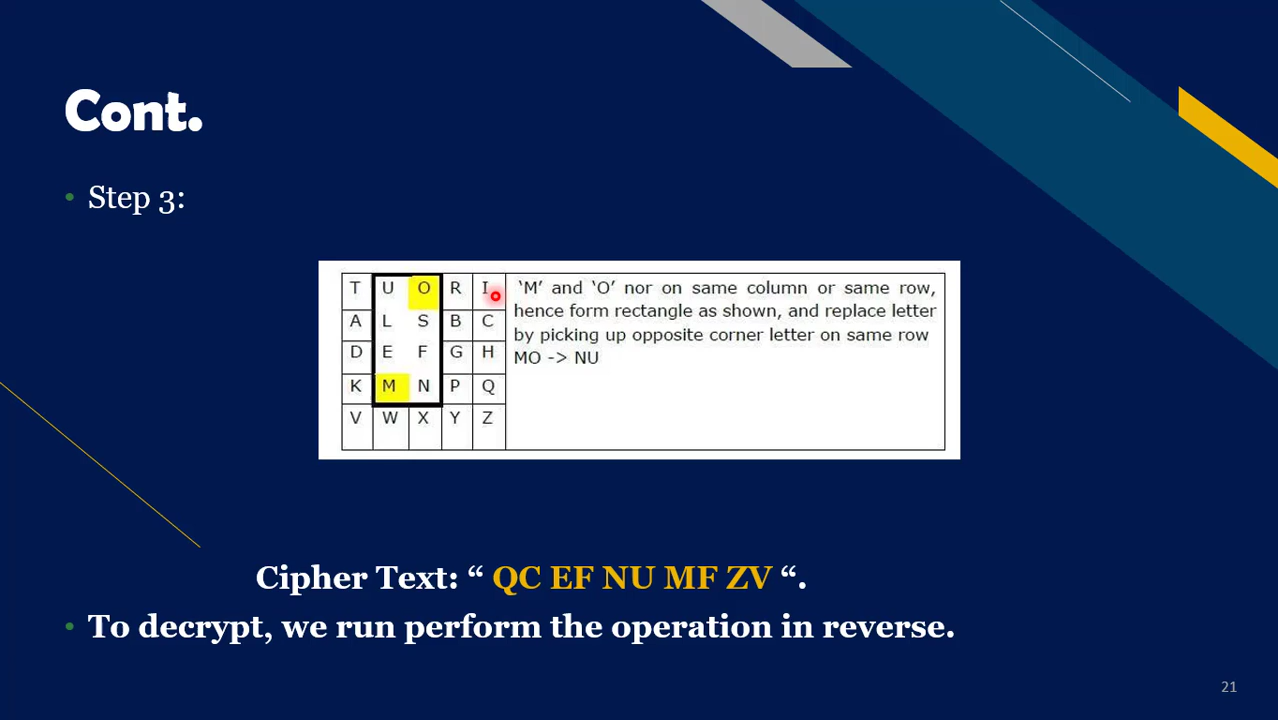 Cont.
• Step 3:
T U O R I
A L S B C
D E F G H
K M N P Q
V W X Y Z
‘M’ and ‘O’ nor on same column or same row,
hence form rectangle as shown, and replace letter
by picking up opposite corner letter on same row
MO -> NU
Cipher Text: “ QC EF NU MF ZV “.
• To decrypt, we run perform the operation in reverse.
21